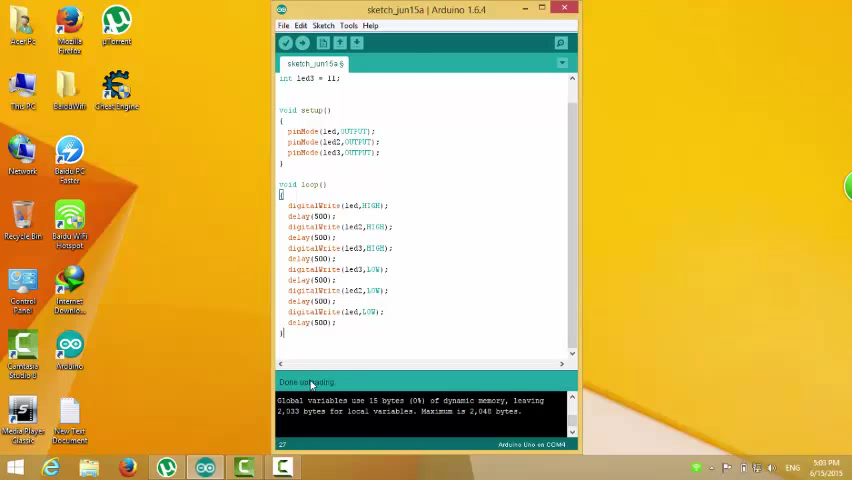 sketch_jun15a | Arduino 1.6.4
File Edit Sketch Tools Help
sketch_jun15a §
int led3 = 11;
void setup()
{
pinMode(led,OUTPUT);
pinMode(led2,OUTPUT);
pinMode(led3,OUTPUT);
}
void loop()
{
digitalWrite(led,HIGH);
delay(500);
digitalWrite(led2,HIGH);
delay(500);
digitalWrite(led3,HIGH);
delay(500);
digitalWrite(led3,LOW);
delay(500);
digitalWrite(led2,LOW);
delay(500);
digitalWrite(led,LOW);
delay(500);
}
Done uploading.
Global variables use 15 bytes (0%) of dynamic memory, leaving
2,033 bytes for local variables. Maximum is 2,048 bytes.
27
Arduino Uno on COM4
Acer Pc
Mozilla
Firefox
µTorrent
This PC
BaiduWifi
Cheat Engine
Network
Baidu PC
Faster
Recycle Bin
Baidu WiFi
Hotspot
Control
Panel
Internet
Downlo...
Camtasia
Studio 8
Arduino
Media Player
Classic
New Text
Document
ENG
5:03 PM
6/15/2015